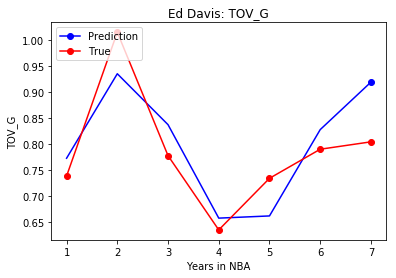 Ed Davis: TOV_G
Prediction
True
TOV_G
1.00
0.95
0.90
0.85
0.80
0.75
0.70
0.65
1 2 3 4 5 6 7
Years in NBA